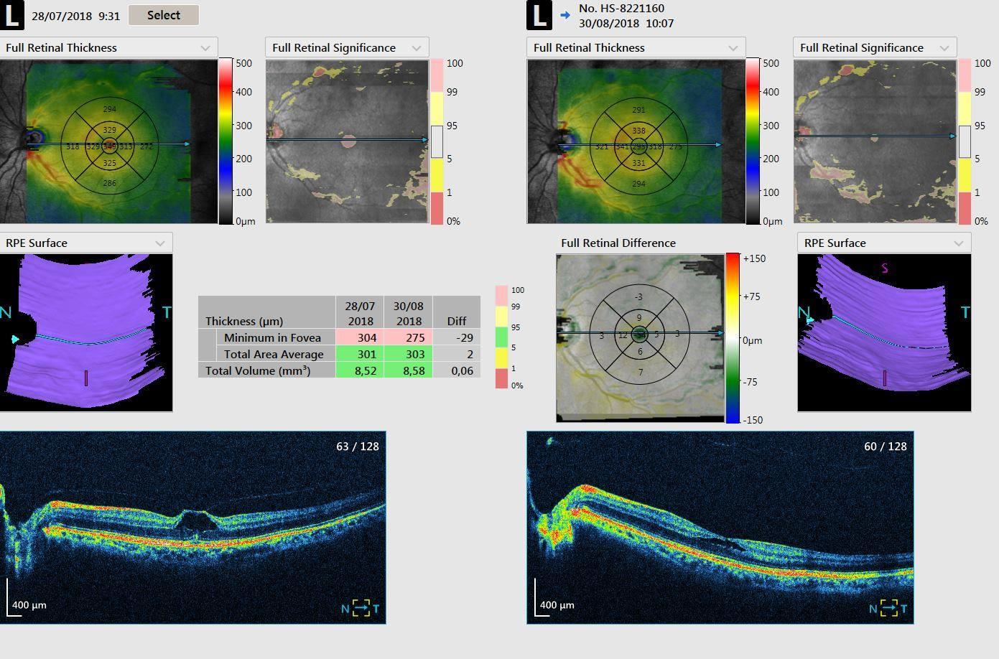 L 28/07/2018 9:31 Select
L No. HS-8221160
30/08/2018 10:07
Full Retinal Thickness
Full Retinal Significance
Full Retinal Thickness
Full Retinal Significance
500
400
300
200
100
0µm
294
329
318 329 349 313 272
325
286
100
99
95
5
1
0%
500
400
300
200
100
0µm
291
338
321 341 295 318 275
331
294
100
99
95
5
1
0%
RPE Surface
Full Retinal Difference
RPE Surface
N T
I
28/07 30/08
Thickness (µm) 2018 2018 Diff
Minimum in Fovea 304 275 -29
Total Area Average 301 303 2
Total Volume (mm³) 8,52 8,58 0,06
100
99
95
5
1
0%
-3
9
3 12 -54 5 3
6
7
+150
+75
0µm
-75
-150
S
N T
I
63 / 128
400 µm
N T
60 / 128
400 µm
N T